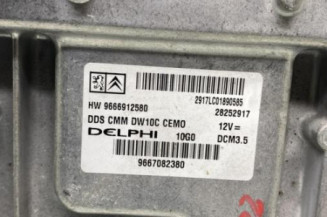 2917LC01890585
HW 9666912580 28252917
DDS CMM DW10C CEMO 12V=
DELPHI 10G0 DCM3.5
9667082380